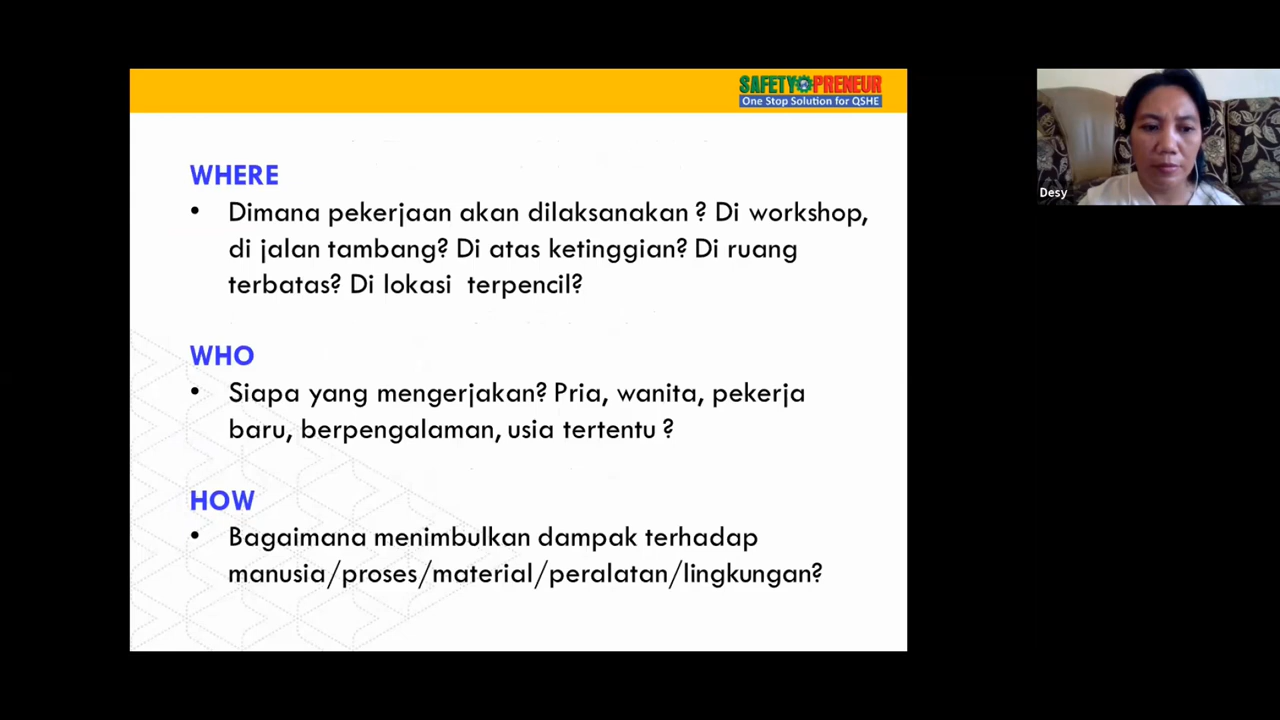 SAFETY PRENEUR
One Stop Solution for QSHE
WHERE
• Dimana pekerjaan akan dilaksanakan ? Di workshop,
di jalan tambang? Di atas ketinggian? Di ruang
terbatas? Di lokasi terpencil?
WHO
• Siapa yang mengerjakan? Pria, wanita, pekerja
baru, berpengalaman, usia tertentu ?
HOW
• Bagaimana menimbulkan dampak terhadap
manusia/proses/material/peralatan/lingkungan?
Desy